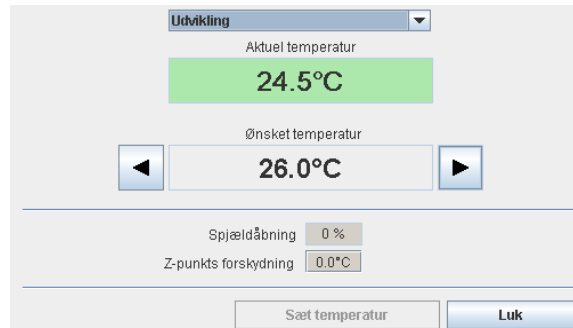 Udvikling
Aktuel temperatur
24.5°C
Ønsket temperatur
26.0°C
Spjældåbning 0 %
Z-punkts forskydning 0.0°C
Sæt temperatur Luk